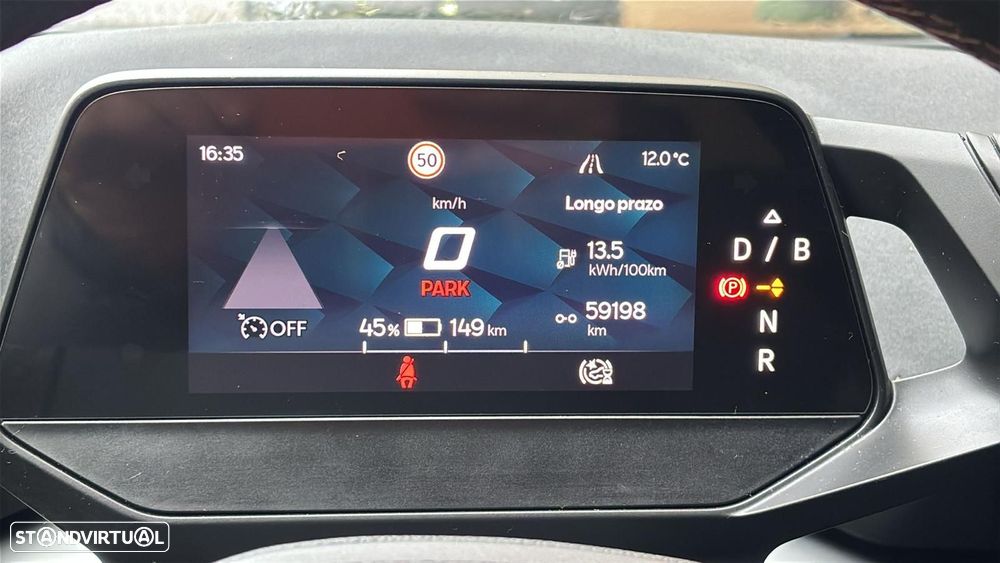 16:35
50
12.0 °C
km/h
Longo prazo
0
PARK
13.5
kWh/100km
59198
km
OFF
45% 149 km
D / B
P
N
R
STANDVIRTUAL